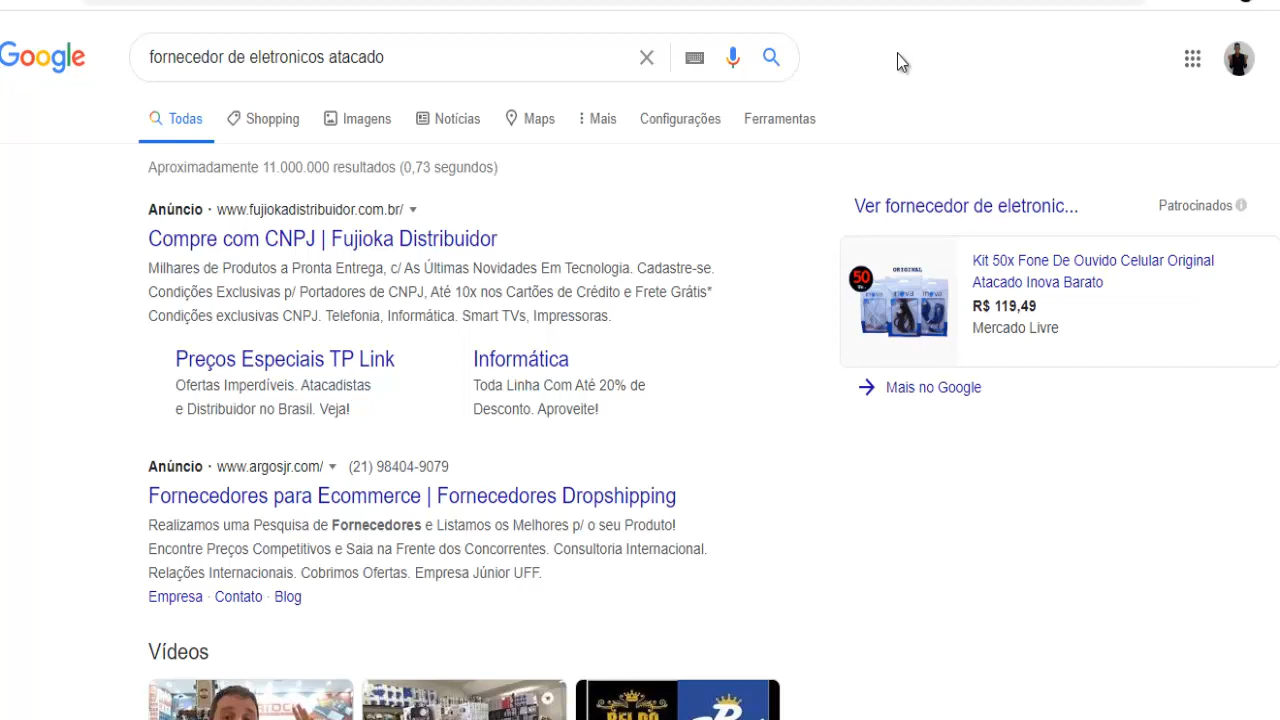 Google
fornecedor de eletronicos atacado
Todas Shopping Imagens Notícias Maps Mais Configurações Ferramentas
Aproximadamente 11.000.000 resultados (0,73 segundos)
Anúncio · www.fujiokadistribuidor.com.br/
Compre com CNPJ | Fujioka Distribuidor
Milhares de Produtos a Pronta Entrega, c/ As Últimas Novidades Em Tecnologia. Cadastre-se.
Condições Exclusivas p/ Portadores de CNPJ, Até 10x nos Cartões de Crédito e Frete Grátis*
Condições exclusivas CNPJ. Telefonia, Informática. Smart TVs, Impressoras.
Preços Especiais TP Link
Ofertas Imperdíveis. Atacadistas
e Distribuidor no Brasil. Veja!
Informática
Toda Linha Com Até 20% de
Desconto. Aproveite!
Anúncio · www.argosjr.com/ (21) 98404-9079
Fornecedores para Ecommerce | Fornecedores Dropshipping
Realizamos uma Pesquisa de Fornecedores e Listamos os Melhores p/ o seu Produto!
Encontre Preços Competitivos e Saia na Frente dos Concorrentes. Consultoria Internacional.
Relações Internacionais. Cobrimos Ofertas. Empresa Júnior UFF.
Empresa · Contato · Blog
Vídeos
Ver fornecedor de eletronic...
Patrocinados
50
ORIGINAL
inova
Kit 50x Fone De Ouvido Celular Original
Atacado Inova Barato
R$ 119,49
Mercado Livre
Mais no Google